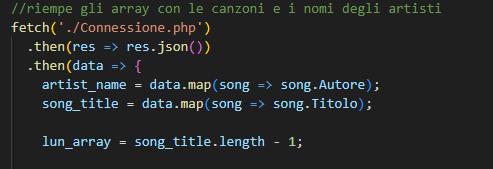 //riempe gli array con le canzoni e i nomi degli artisti
fetch('./Connessione.php')
.then(res => res.json())
.then(data => {
artist_name = data.map(song => song.Autore);
song_title = data.map(song => song.Titolo);
lun_array = song_title.length - 1;